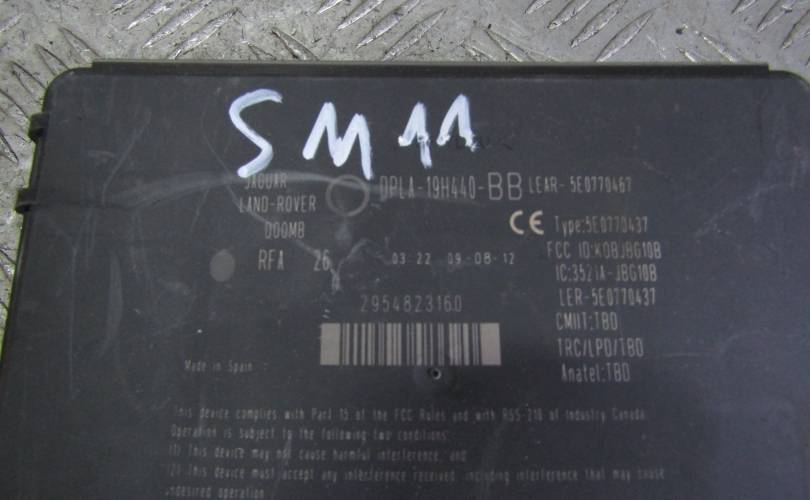 SM11
JAGUAR
LAND-ROVER
DPLA-19H440-BB LEAR- 5E0770467
Q00MB
CE Type:5E0770437
FCC ID:KOBJBG10B
RFA 26
03 22 09-08-12
IC:3521A-JBG10B
2954823160
LER-5E0770437
CMIIT:TBD
TRC/LPD/TBD
Anatel:TBD
Made in Spain
This device complies with Part 15 of the FCC Rules and with RSS-210 of Industry Canada
Operation is subject to the following two conditions:
(1) This device may not cause harmful interference, and
(2) This device must accept any interference received, including interference that may cause
undesired operation